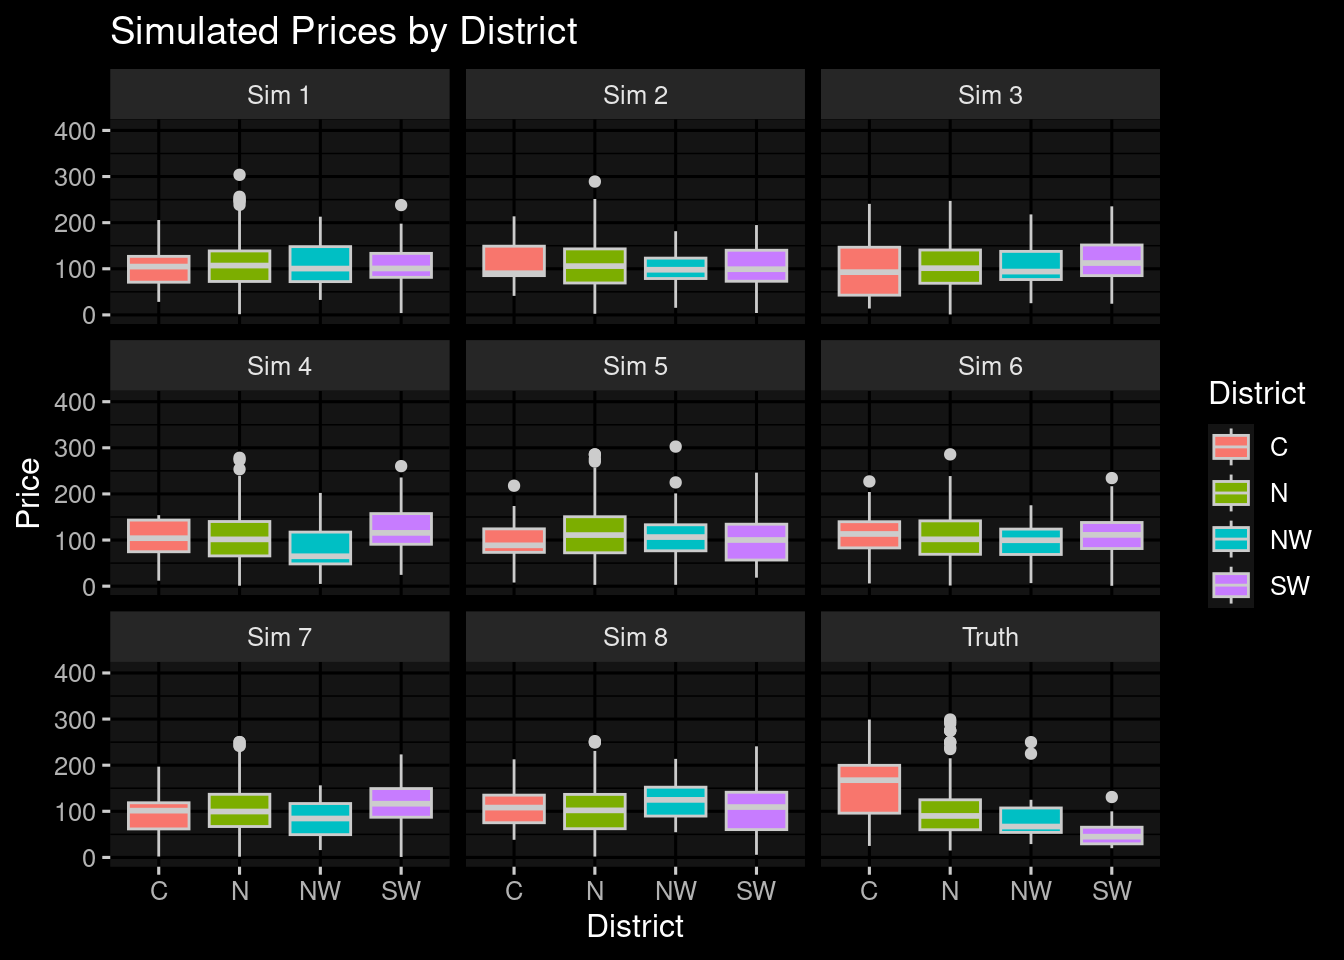 Simulated Prices by District
Sim 1
Sim 2
Sim 3
400
300
200
100
0
Sim 4
Sim 5
Sim 6
400
300
200
100
0
Sim 7
Sim 8
Truth
400
300
200
100
0
C N NW SW
C N NW SW
C N NW SW
District
Price
District
C
N
NW
SW